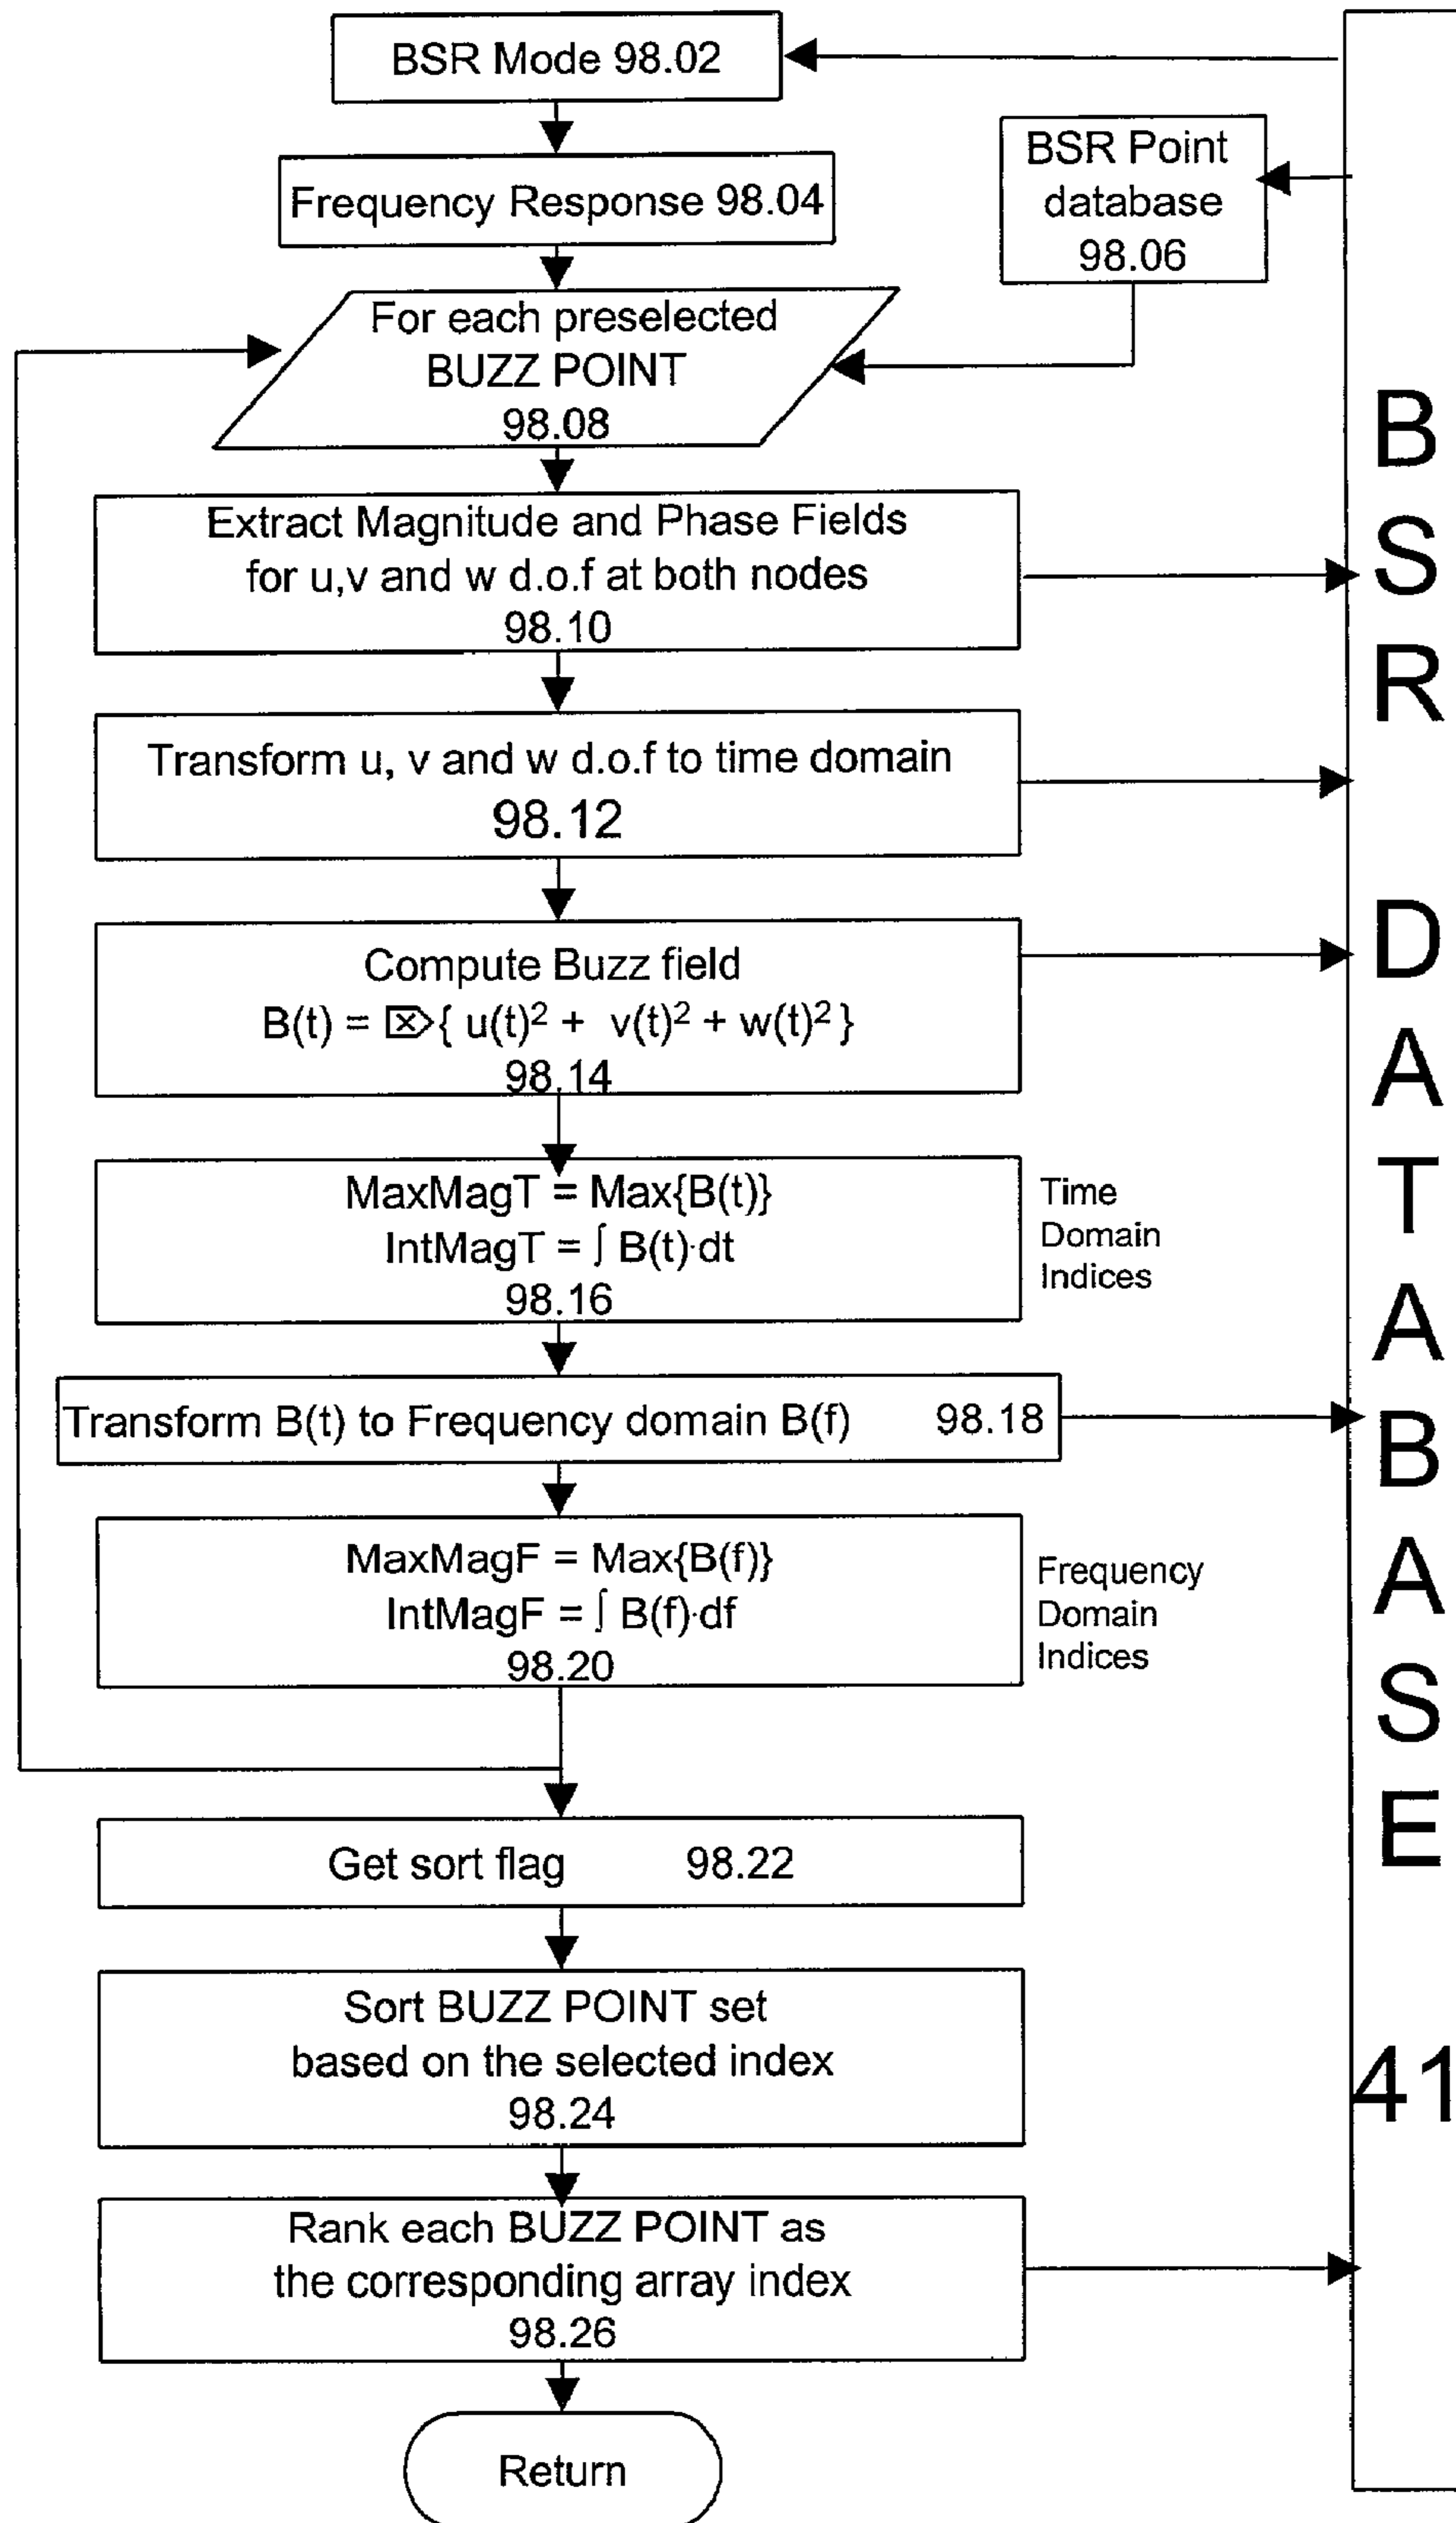 BSR Mode 98.02
Frequency Response 98.04
BSR Point
database
98.06
For each preselected
BUZZ POINT
98.08
Extract Magnitude and Phase Fields
for u,v and w d.o.f at both nodes
98.10
Transform u, v and w d.o.f to time domain
98.12
Compute Buzz field
B(t) = ⌦{ u(t)² + v(t)² + w(t)² }
98.14
MaxMagT = Max{B(t)}
IntMagT = ∫ B(t)·dt
98.16
Time
Domain
Indices
Transform B(t) to Frequency domain B(f) 98.18
MaxMagF = Max{B(f)}
IntMagF = ∫ B(f)·df
98.20
Frequency
Domain
Indices
Get sort flag 98.22
Sort BUZZ POINT set
based on the selected index
98.24
Rank each BUZZ POINT as
the corresponding array index
98.26
Return
BSR DATABASE 41